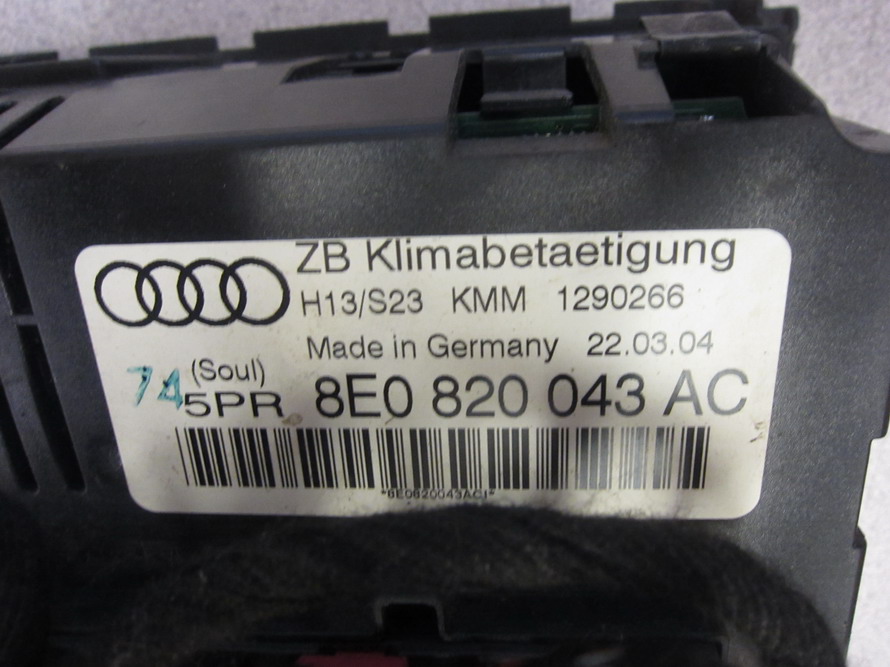 ZB Klimabetaetigung
H13/S23 KMM 1290266
Made in Germany 22.03.04
74 (Soul)
5PR 8E0 820 043 AC
*8E0820043ACJ*